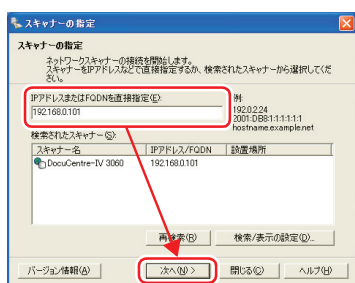 スキャナーの指定
スキャナーの指定
ネットワークスキャナーの接続を開始します。
スキャナーをIPアドレスなどで直接指定するか、検索されたスキャナーから選択してください。
IPアドレスまたはFQDNを直接指定(E):
192.168.0.101
例:
192.0.2.24
2001:DB8:1:1:1:1:1
hostname.example.net
検索されたスキャナー(S):
スキャナー名 IPアドレス/FQDN 設置場所
DocuCentre-IV 3060 192.168.0.101
再検索(R) 検索/表示の設定(D)...
バージョン情報(A) 次へ(N) > 閉じる(C) ヘルプ(H)